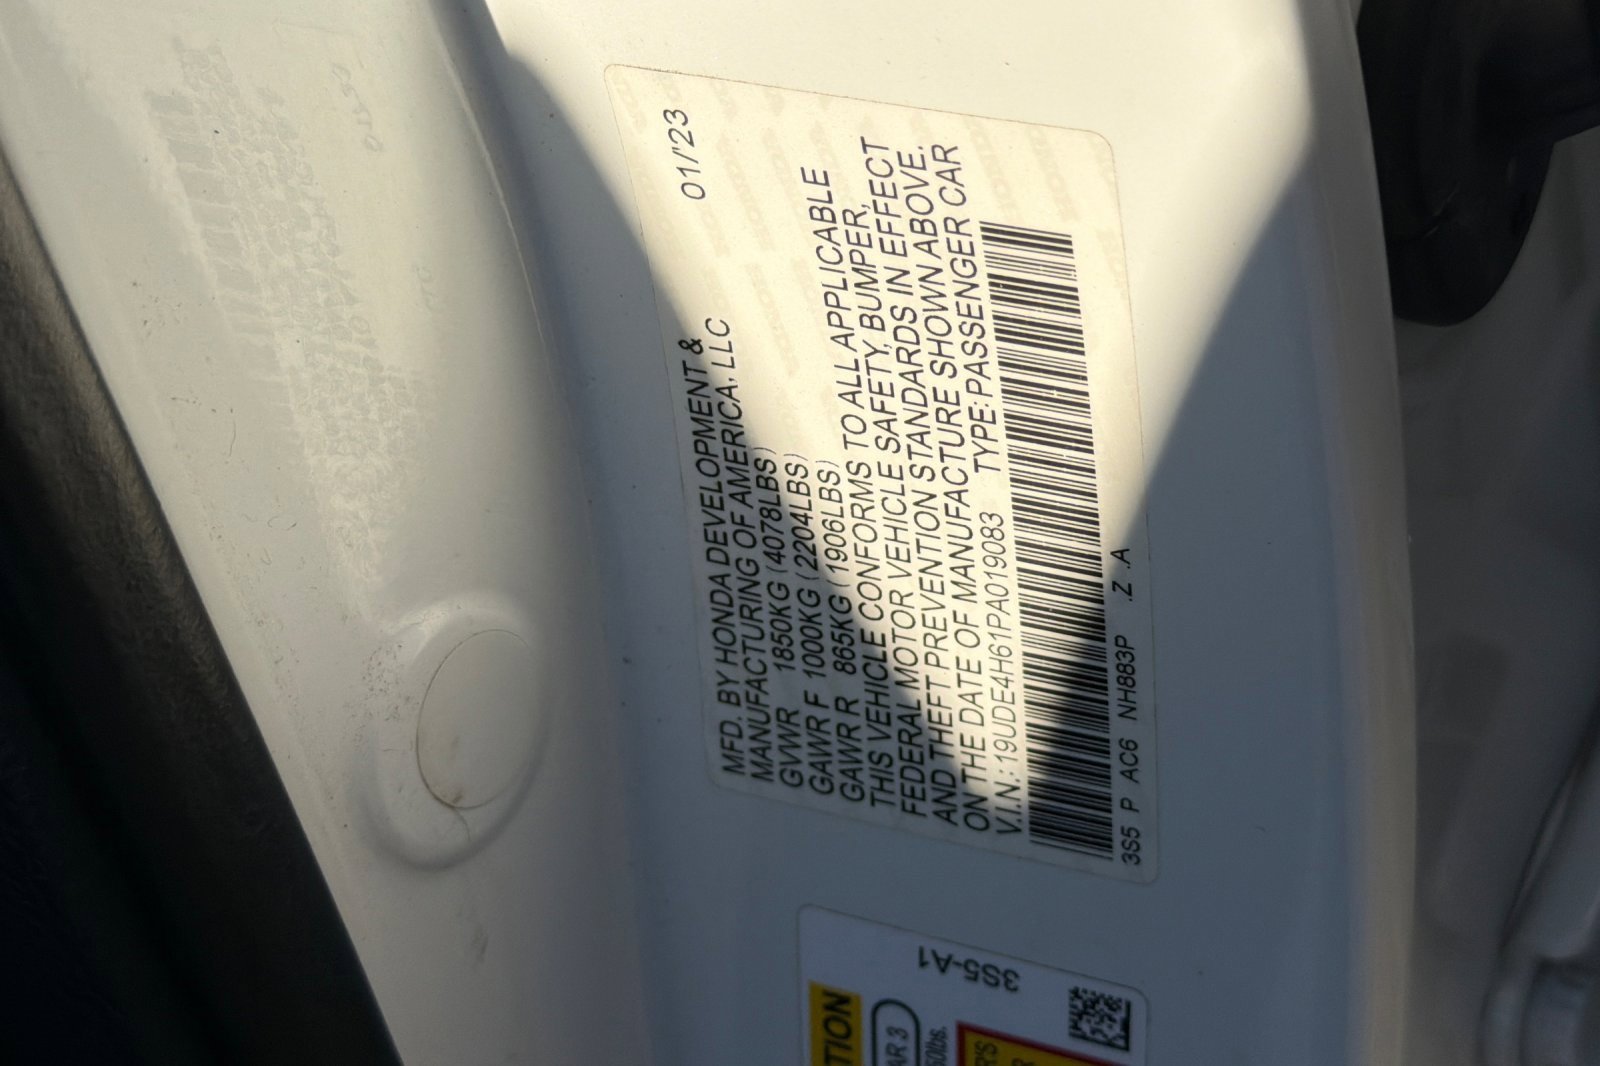 01/'23
MFD. BY HONDA DEVELOPMENT &
MANUFACTURING OF AMERICA, LLC
GVWR 1850KG (4078LBS)
GAWR F 1000KG (2204LBS)
GAWR R 865KG (1906LBS)
THIS VEHICLE CONFORMS TO ALL APPLICABLE
FEDERAL MOTOR VEHICLE SAFETY, BUMPER,
AND THEFT PREVENTION STANDARDS IN EFFECT
ON THE DATE OF MANUFACTURE SHOWN ABOVE.
V.I.N.: 19UDE4H61PA019083 TYPE: PASSENGER CAR
3S5 P AC6 NH883P .Z .A
3S5-A1